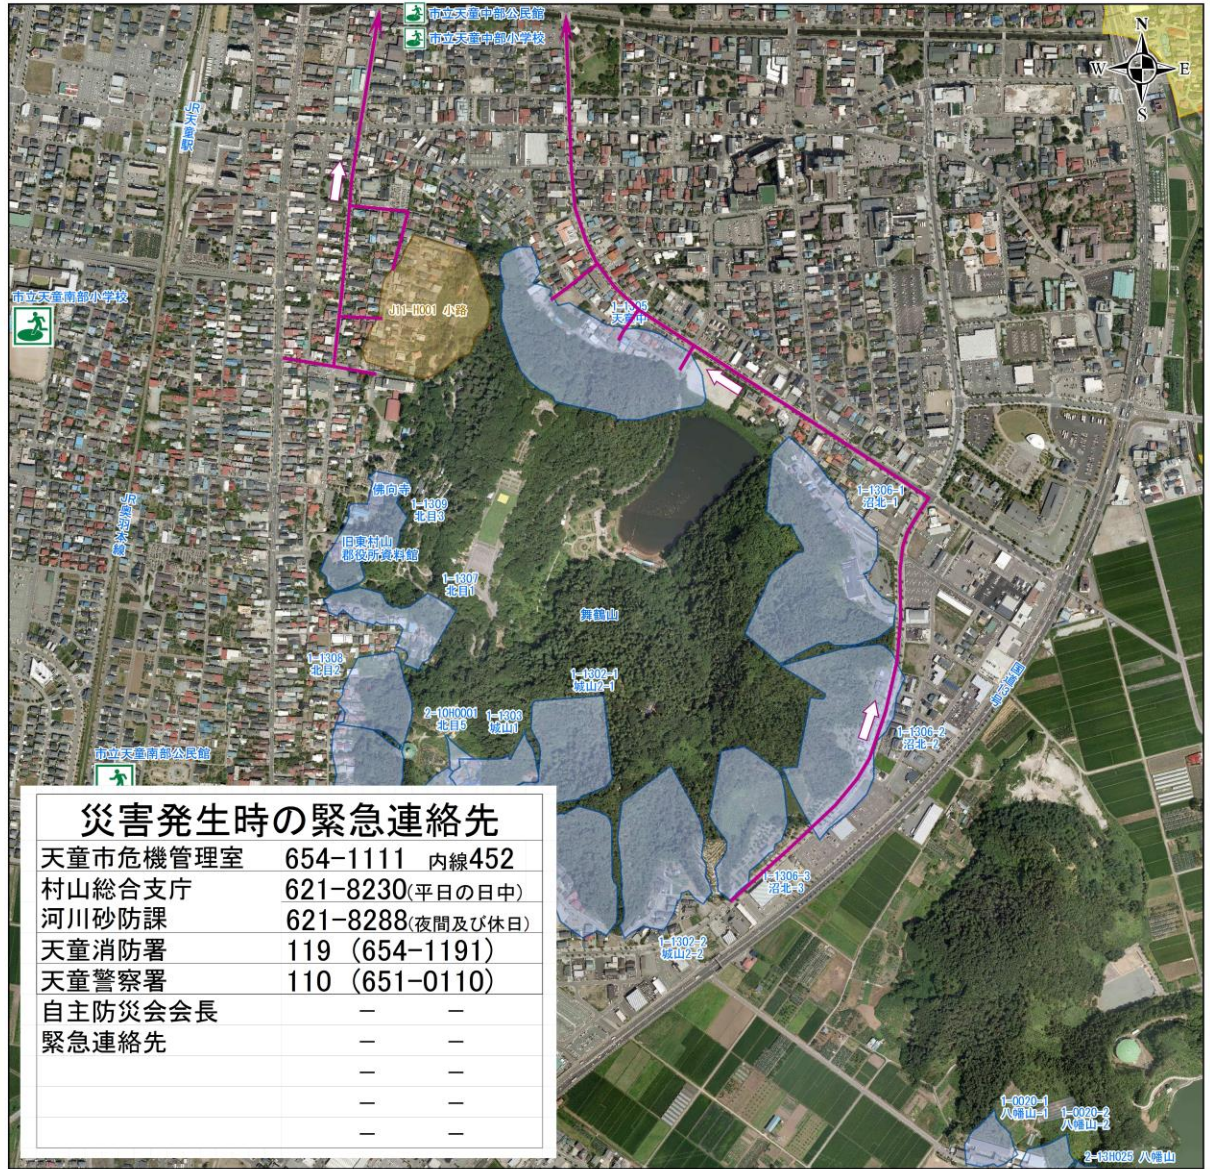 市立天童中部公民館
市立天童中部小学校
N
W
E
S
JR天童駅
市立天童南部小学校
J11-H001 小路
1-1305
佛向寺
1-1309
北目3
旧東村山
郡役所資料館
1-1307
北目1
JR奥羽本線
1-1306-1
沼北-1
舞鶴山
1-1308
北目2
1-1302-1
城山2-1
2-10H0001
北目5
1-1303
城山1
国道13号
1-1306-2
沼北-2
市立天童南部公民館
1-1306-3
沼北-3
1-1302-2
城山2-2
災害発生時の緊急連絡先
天童市危機管理室 654-1111 内線452
村山総合支庁 621-8230(平日の日中)
河川砂防課 621-8288(夜間及び休日)
天童消防署 119 (654-1191)
天童警察署 110 (651-0110)
自主防災会会長 － －
緊急連絡先 － －
－ －
－ －
－ －
1-0020-1
八幡山-1
1-0020-2
八幡山-2
2-13H025 八幡山